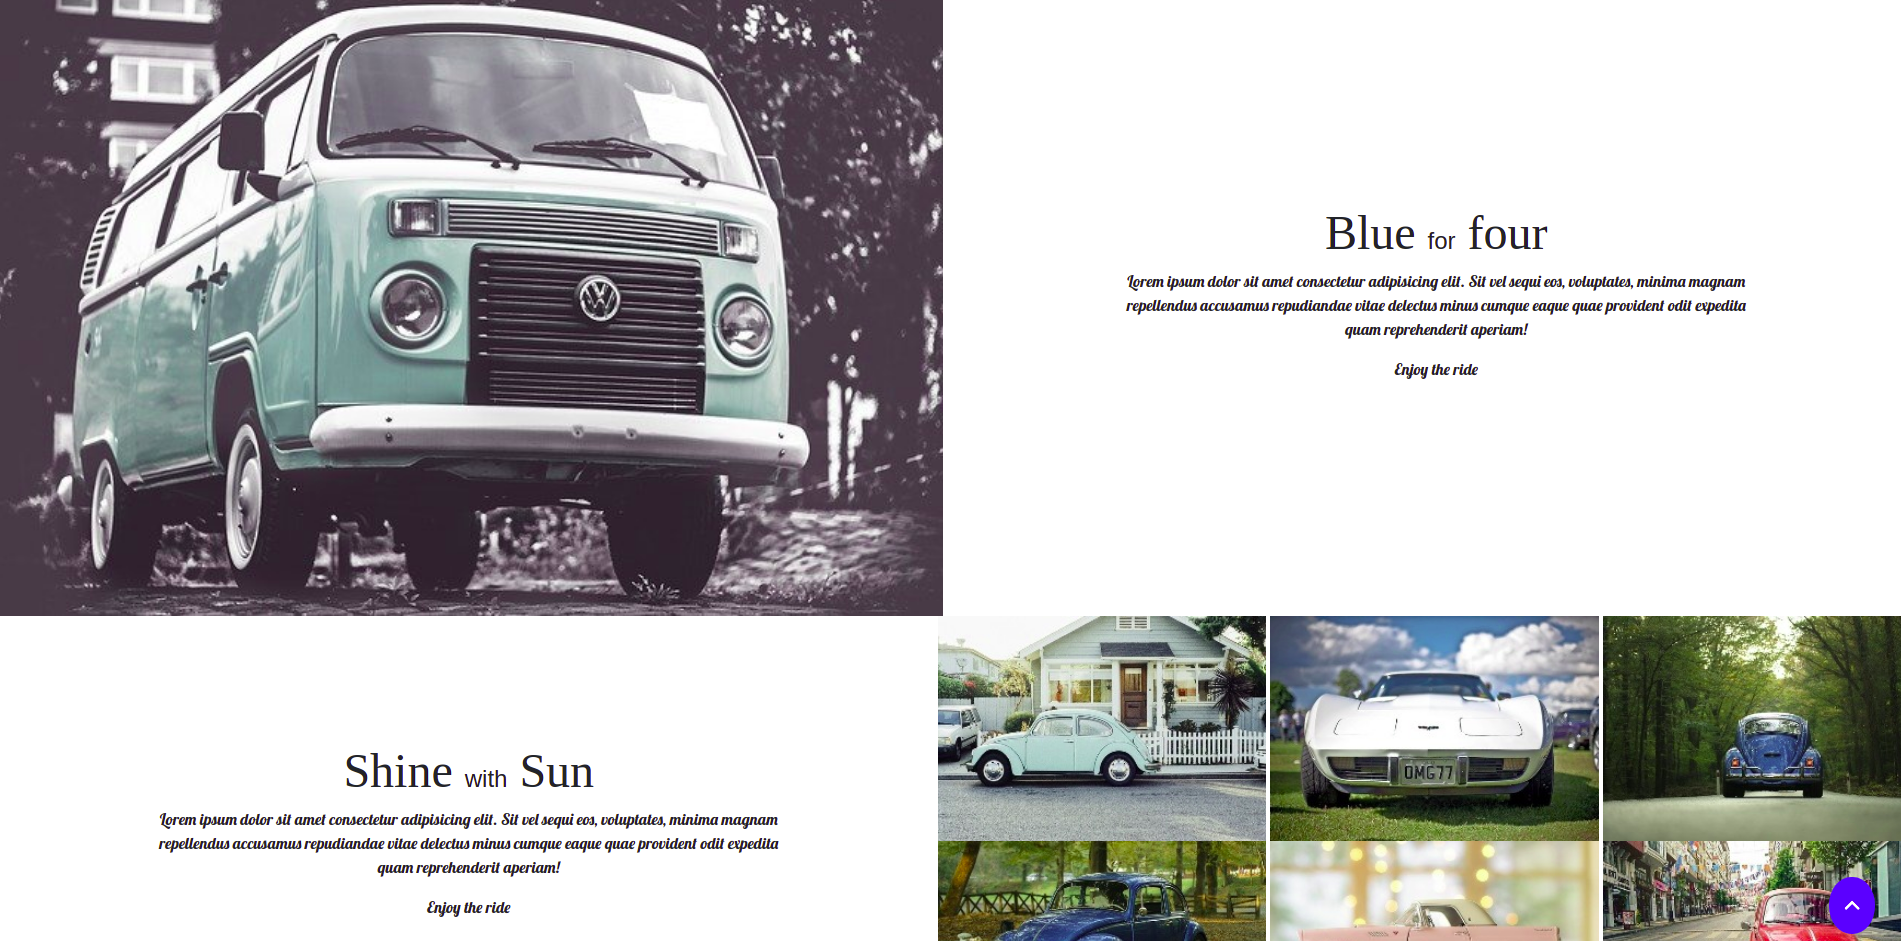 Blue for four
Lorem ipsum dolor sit amet consectetur adipisicing elit. Sit vel sequi eos, voluptates, minima magnam
repellendus accusamus repudiandae vitae delectus minus cumque eaque quae provident odit expedita
quam reprehenderit aperiam!
Enjoy the ride
Shine with Sun
Lorem ipsum dolor sit amet consectetur adipisicing elit. Sit vel sequi eos, voluptates, minima magnam
repellendus accusamus repudiandae vitae delectus minus cumque eaque quae provident odit expedita
quam reprehenderit aperiam!
Enjoy the ride
OMG77